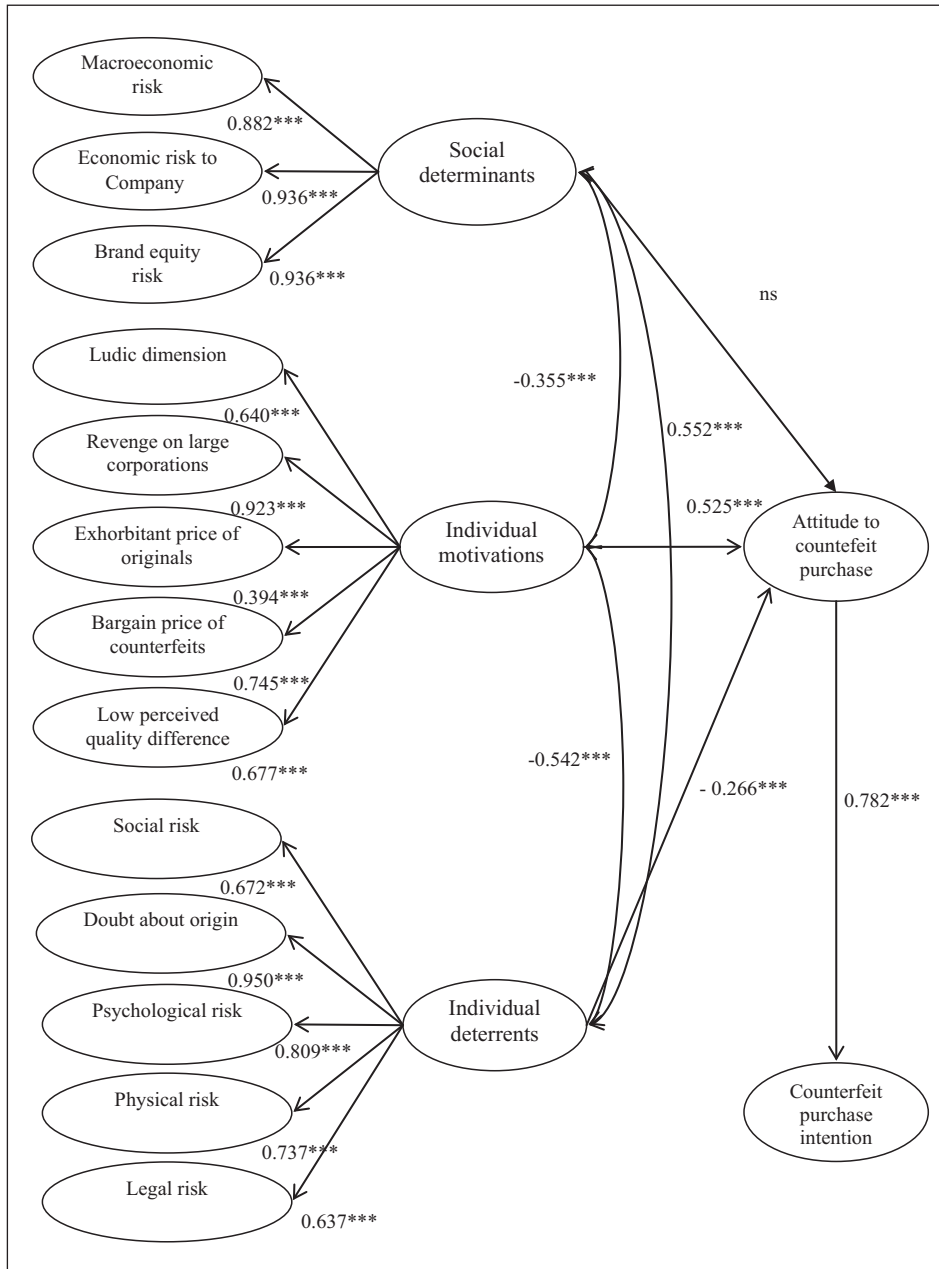 Macroeconomic
risk
0.882***
Economic risk to
Company
0.936***
Brand equity
risk
0.936***
Social
determinants
ns
Ludic dimension
0.640***
Revenge on large
corporations
0.923***
Exhorbitant price of
originals
0.394***
Bargain price of
counterfeits
0.745***
Low perceived
quality difference
0.677***
Individual
motivations
-0.355***
0.552***
0.525***
Attitude to
countefeit
purchase
-0.542***
- 0.266***
0.782***
Social risk
0.672***
Doubt about origin
0.950***
Psychological risk
0.809***
Physical risk
0.737***
Legal risk
0.637***
Individual
deterrents
Counterfeit
purchase
intention